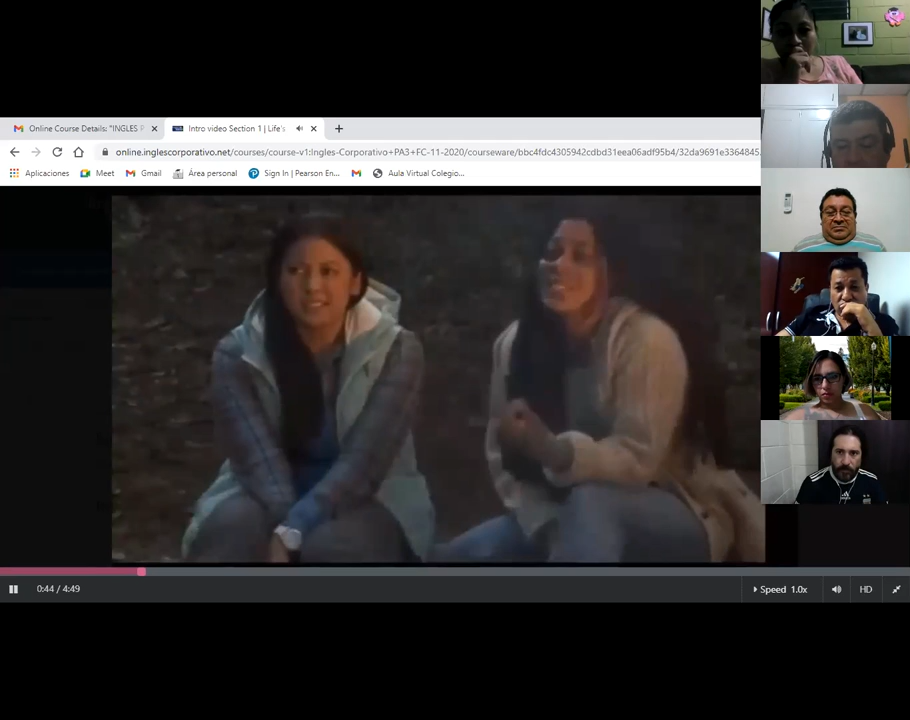 Online Course Details: "INGLES P
Intro video Section 1 | Life's
online.inglescorporativo.net/courses/course-v1:Ingles-Corporativo+PA3+FC-11-2020/courseware/bbc4fdc4305942cdbd31eea06adf95b4/32da9691e3364845
Aplicaciones
Meet
Gmail
Área personal
Sign In | Pearson En...
Aula Virtual Colegio...
0:44 / 4:49
Speed 1.0x
HD